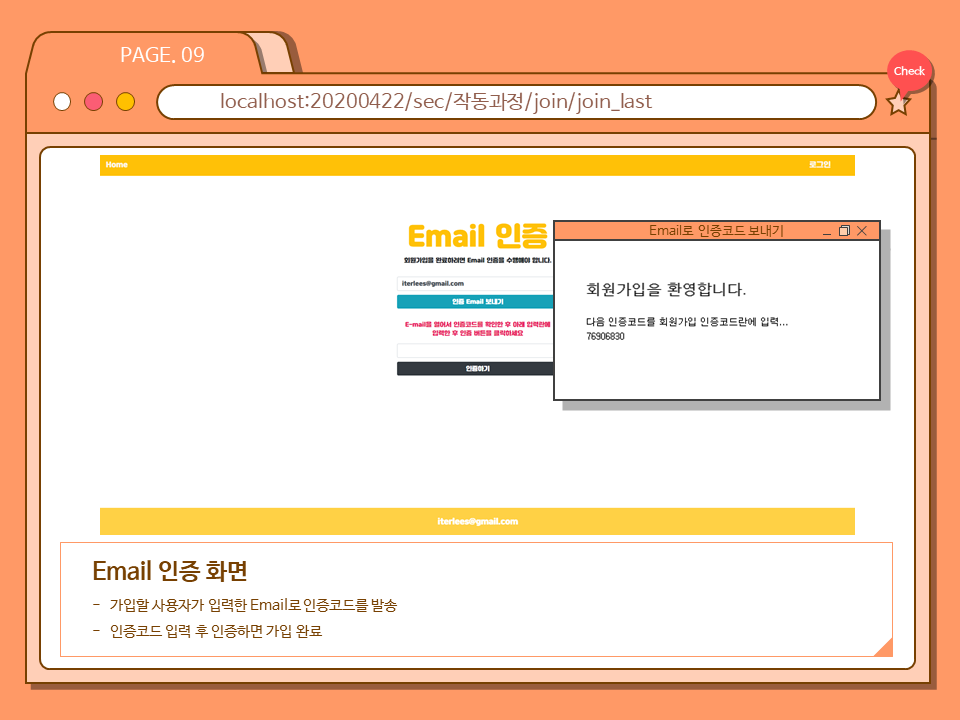 PAGE. 09
Check
localhost:20200422/sec/작동과정/join/join_last
Home
로그인
Email 인증
회원가입을 완료하려면 Email 인증을 수행해야 합니다.
iterlees@gmail.com
인증 Email 보내기
E-mail을 열어서 인증코드를 확인한 후 아래 입력란에
입력한 후 인증 버튼을 클릭하세요
인증하기
Email로 인증코드 보내기
회원가입을 환영합니다.
다음 인증코드를 회원가입 인증코드란에 입력...
76906830
iterlees@gmail.com
Email 인증 화면
- 가입할 사용자가 입력한 Email로 인증코드를 발송
- 인증코드 입력 후 인증하면 가입 완료